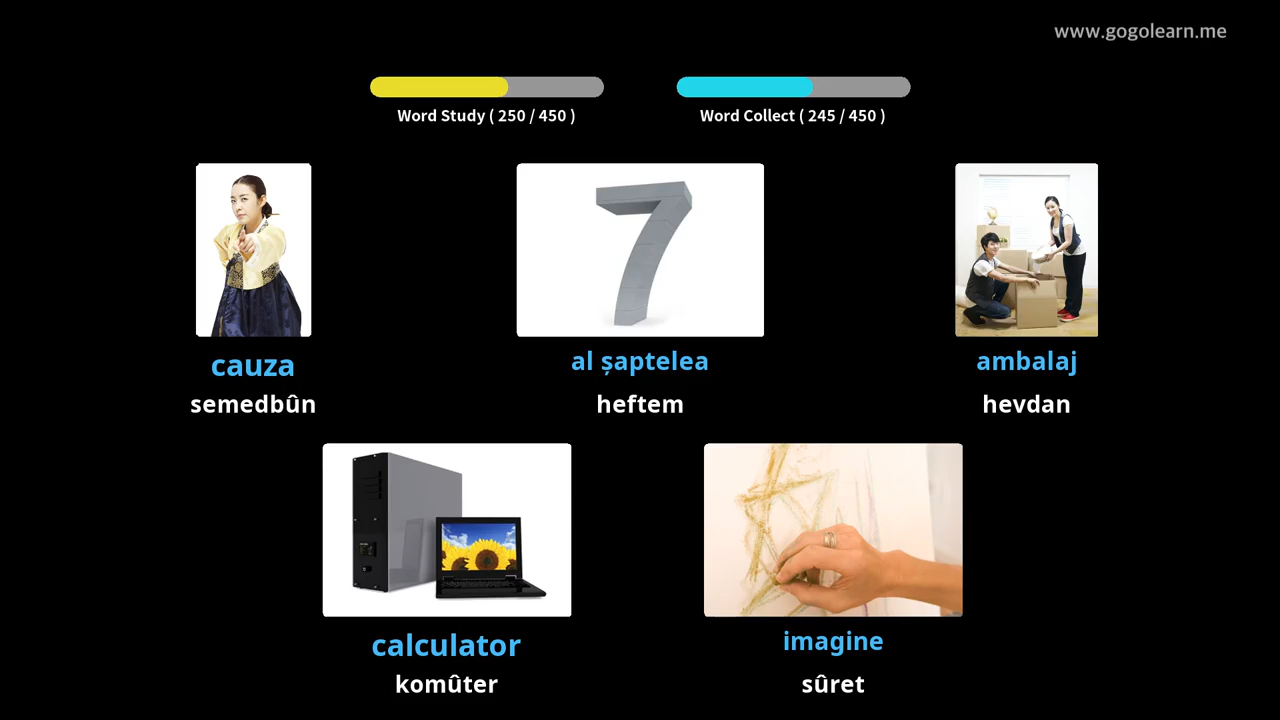 www.gogolearn.me
Word Study ( 250 / 450 )
Word Collect ( 245 / 450 )
7
cauza
semedbûn
al șaptelea
heftem
ambalaj
hevdan
calculator
komûter
imagine
sûret